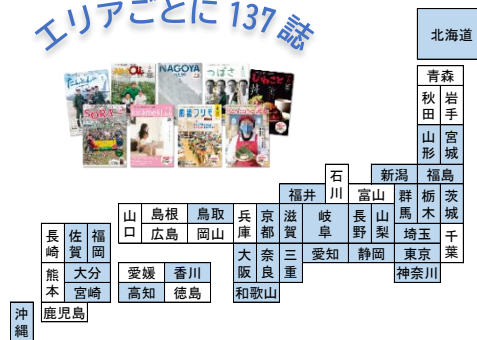 エリアごとに137誌
NAGOYA
つばさ
北海道
青森
秋田 岩手
山形 宮城
石川 新潟 福島
福井 富山 群馬 栃木 茨城
山口 島根 鳥取 兵庫 京都 滋賀 岐阜 長野 山梨 埼玉 千葉
広島 岡山
長崎 佐賀 福岡 大阪 奈良 三重 愛知 静岡 東京
熊本 大分 愛媛 香川 神奈川
宮崎 高知 徳島 和歌山
沖縄 鹿児島